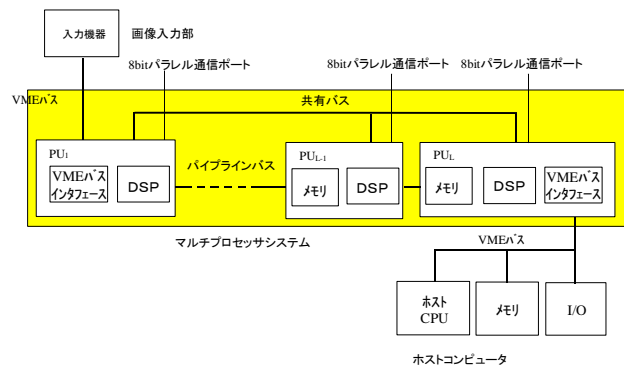 入力機器
画像入力部
8bitパラレル通信ポート
8bitパラレル通信ポート
8bitパラレル通信ポート
VMEバス
共有バス
PU1
VMEバス
インタフェース
DSP
パイプラインバス
PUL-1
メモリ
DSP
PUL
メモリ
DSP
VMEバス
インタフェース
マルチプロセッサシステム
VMEバス
ホスト
CPU
メモリ
I/O
ホストコンピュータ